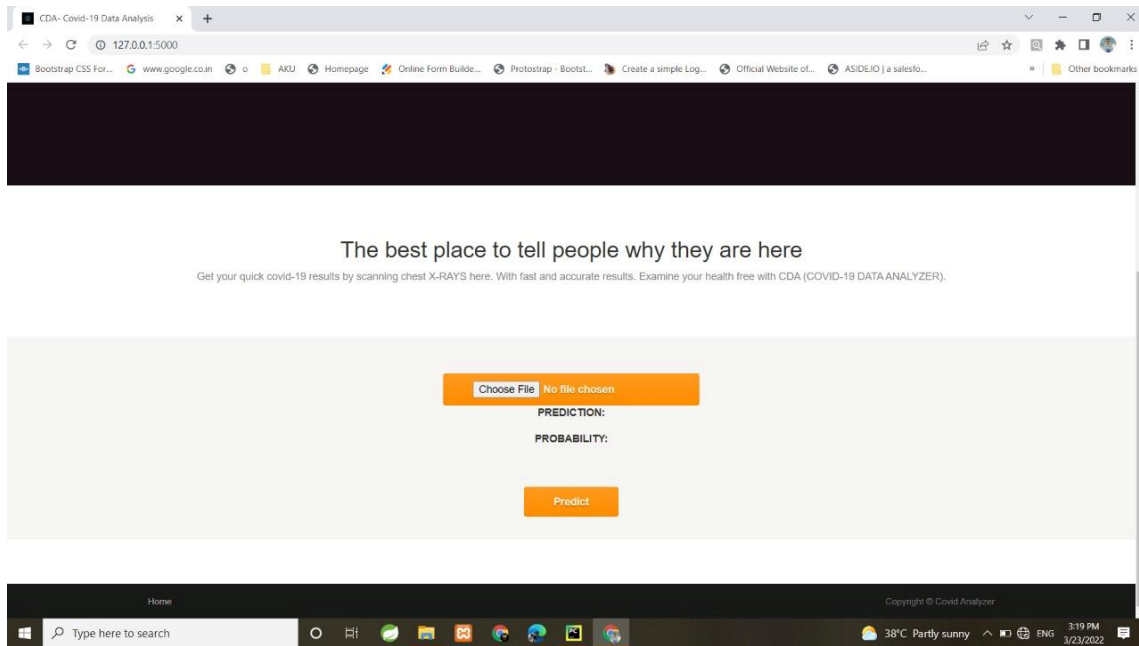 CDA- Covid-19 Data Analysis
127.0.0.1:5000
Bootstrap CSS For... www.google.co.in o AKU Homepage Online Form Builde... Protostrap - Bootst... Create a simple Log... Official Website of... ASIDE.IO | a salesfo... » Other bookmarks
The best place to tell people why they are here
Get your quick covid-19 results by scanning chest X-RAYS here. With fast and accurate results. Examine your health free with CDA (COVID-19 DATA ANALYZER).
Choose File No file chosen
PREDICTION:
PROBABILITY:
Predict
Home Copyright © Covid Analyzer
Type here to search 38°C Partly sunny ENG 3:19 PM
3/23/2022